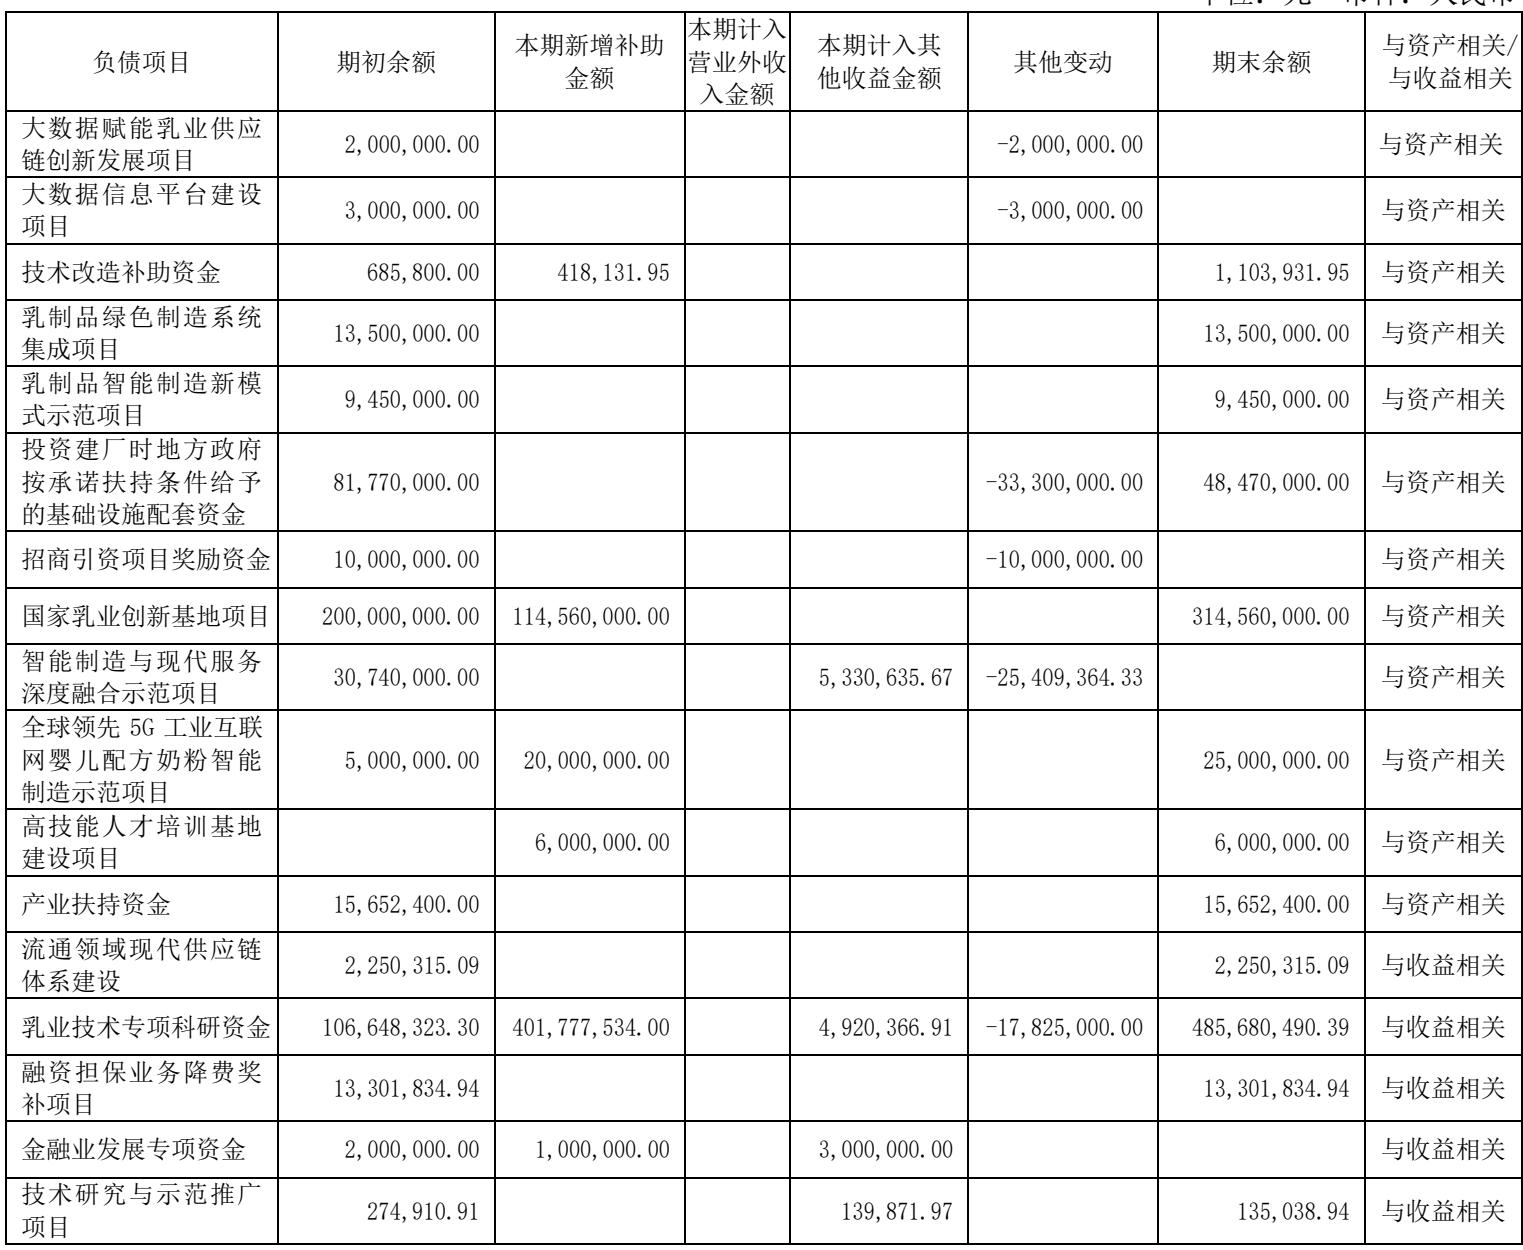 负债项目 期初余额 本期新增补助金额 本期计入营业外收入金额 本期计入其他收益金额 其他变动 期末余额 与资产相关/与收益相关
大数据赋能乳业供应链创新发展项目 2,000,000.00 -2,000,000.00 与资产相关
大数据信息平台建设项目 3,000,000.00 -3,000,000.00 与资产相关
技术改造补助资金 685,800.00 418,131.95 1,103,931.95 与资产相关
乳制品绿色制造系统集成项目 13,500,000.00 13,500,000.00 与资产相关
乳制品智能制造新模式示范项目 9,450,000.00 9,450,000.00 与资产相关
投资建厂时地方政府按承诺扶持条件给予的基础设施配套资金 81,770,000.00 -33,300,000.00 48,470,000.00 与资产相关
招商引资项目奖励资金 10,000,000.00 -10,000,000.00 与资产相关
国家乳业创新基地项目 200,000,000.00 114,560,000.00 314,560,000.00 与资产相关
智能制造与现代服务深度融合示范项目 30,740,000.00 5,330,635.67 -25,409,364.33 与资产相关
全球领先 5G 工业互联网婴儿配方奶粉智能制造示范项目 5,000,000.00 20,000,000.00 25,000,000.00 与资产相关
高技能人才培训基地建设项目 6,000,000.00 6,000,000.00 与资产相关
产业扶持资金 15,652,400.00 15,652,400.00 与资产相关
流通领域现代供应链体系建设 2,250,315.09 2,250,315.09 与收益相关
乳业技术专项科研资金 106,648,323.30 401,777,534.00 4,920,366.91 -17,825,000.00 485,680,490.39 与收益相关
融资担保业务降费奖补项目 13,301,834.94 13,301,834.94 与收益相关
金融业发展专项资金 2,000,000.00 1,000,000.00 3,000,000.00 与收益相关
技术研究与示范推广项目 274,910.91 139,871.97 135,038.94 与收益相关